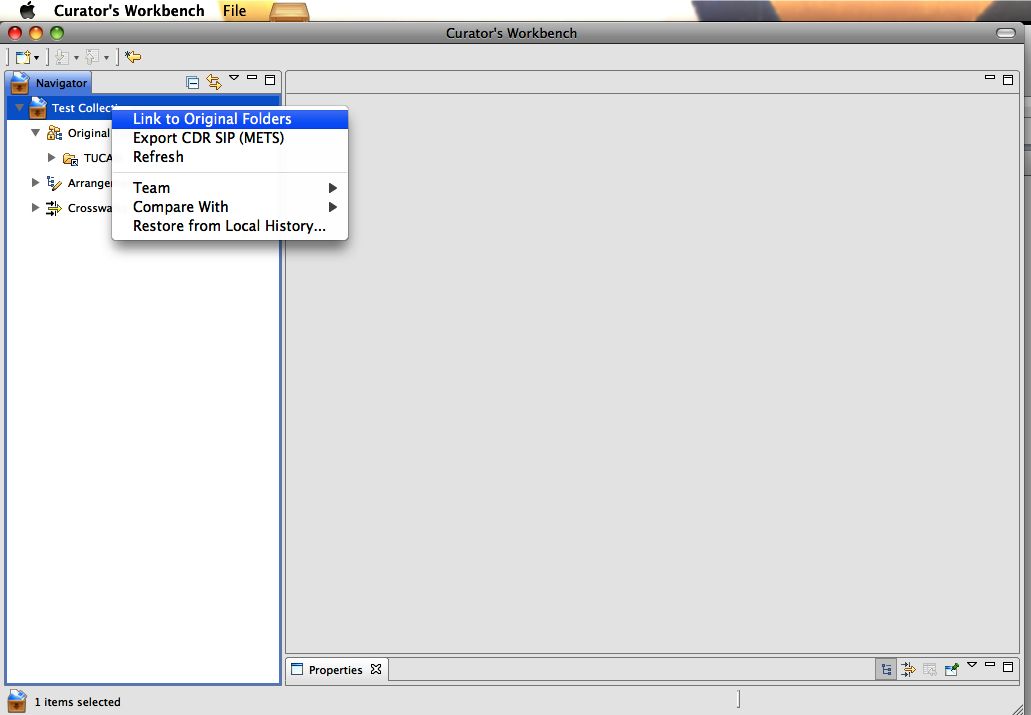 Curator's Workbench File
Curator's Workbench
Navigator
Test Collecti
Link to Original Folders
Original
Export CDR SIP (METS)
TUCA
Refresh
Arrange
Team
Crosswa
Compare With
Restore from Local History...
Properties
1 items selected